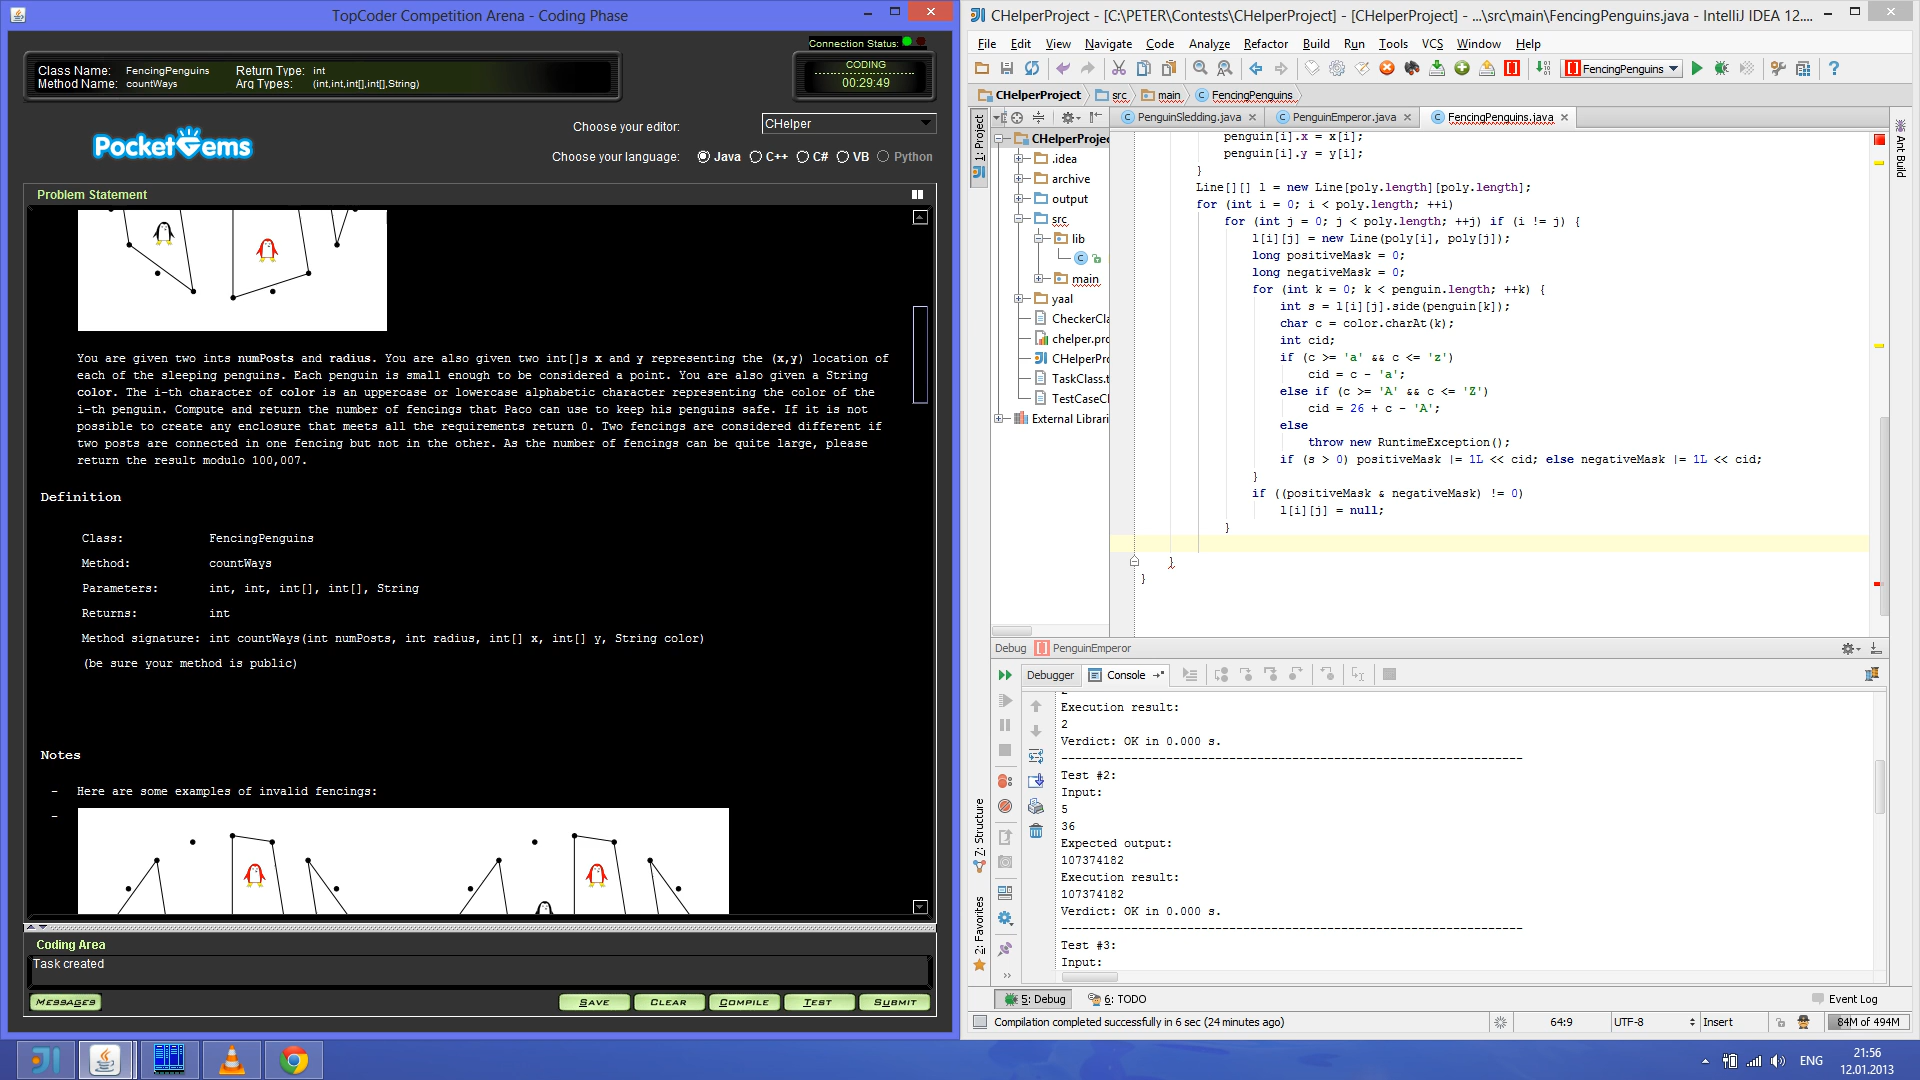 TopCoder Competition Arena - Coding Phase
Connection Status:
Class Name: FencingPenguins Return Type: int
Method Name: countWays Arg Types: (int,int,int[],int[],String)
CODING
00:29:49
PocketGems
Choose your editor: CHelper
Choose your language: Java C++ C# VB Python
Problem Statement
You are given two ints numPosts and radius. You are also given two int[]s x and y representing the (x,y) location of
each of the sleeping penguins. Each penguin is small enough to be considered a point. You are also given a String
color. The i-th character of color is an uppercase or lowercase alphabetic character representing the color of the
i-th penguin. Compute and return the number of fencings that Paco can use to keep his penguins safe. If it is not
possible to create any enclosure that meets all the requirements return 0. Two fencings are considered different if
two posts are connected in one fencing but not in the other. As the number of fencings can be quite large, please
return the result modulo 100,007.
Definition
Class: FencingPenguins
Method: countWays
Parameters: int, int, int[], int[], String
Returns: int
Method signature: int countWays(int numPosts, int radius, int[] x, int[] y, String color)
(be sure your method is public)
Notes
- Here are some examples of invalid fencings:
-
Coding Area
Task created
MESSAGES SAVE CLEAR COMPILE TEST SUBMIT
CHelperProject - [C:\PETER\Contests\CHelperProject] - [CHelperProject] - ...\src\main\FencingPenguins.java - IntelliJ IDEA 12....
File Edit View Navigate Code Analyze Refactor Build Run Tools VCS Window Help
FencingPenguins
CHelperProject src main FencingPenguins
PenguinSledding.java PenguinEmperor.java FencingPenguins.java
1: Project
CHelperProjec
.idea
archive
output
src
lib
main
yaal
CheckerCla
chelper.pro
CHelperPro
TaskClass.t
TestCaseCl
External Librari
Ant Build
penguin[i].x = x[i];
penguin[i].y = y[i];
}
Line[][] l = new Line[poly.length][poly.length];
for (int i = 0; i < poly.length; ++i)
for (int j = 0; j < poly.length; ++j) if (i != j) {
l[i][j] = new Line(poly[i], poly[j]);
long positiveMask = 0;
long negativeMask = 0;
for (int k = 0; k < penguin.length; ++k) {
int s = l[i][j].side(penguin[k]);
char c = color.charAt(k);
int cid;
if (c >= 'a' && c <= 'z')
cid = c - 'a';
else if (c >= 'A' && c <= 'Z')
cid = 26 + c - 'A';
else
throw new RuntimeException();
if (s > 0) positiveMask |= 1L << cid; else negativeMask |= 1L << cid;
}
if ((positiveMask & negativeMask) != 0)
l[i][j] = null;
}
}
}
Debug PenguinEmperor
Debugger Console
7: Structure
2: Favorites
Execution result:
2
Verdict: OK in 0.000 s.
------------------------------------------------------------------
Test #2:
Input:
5
36
Expected output:
107374182
Execution result:
107374182
Verdict: OK in 0.000 s.
------------------------------------------------------------------
Test #3:
Input:
5: Debug 6: TODO Event Log
Compilation completed successfully in 6 sec (24 minutes ago) 64:9 UTF-8 Insert 84M of 494M
ENG
21:56
12.01.2013